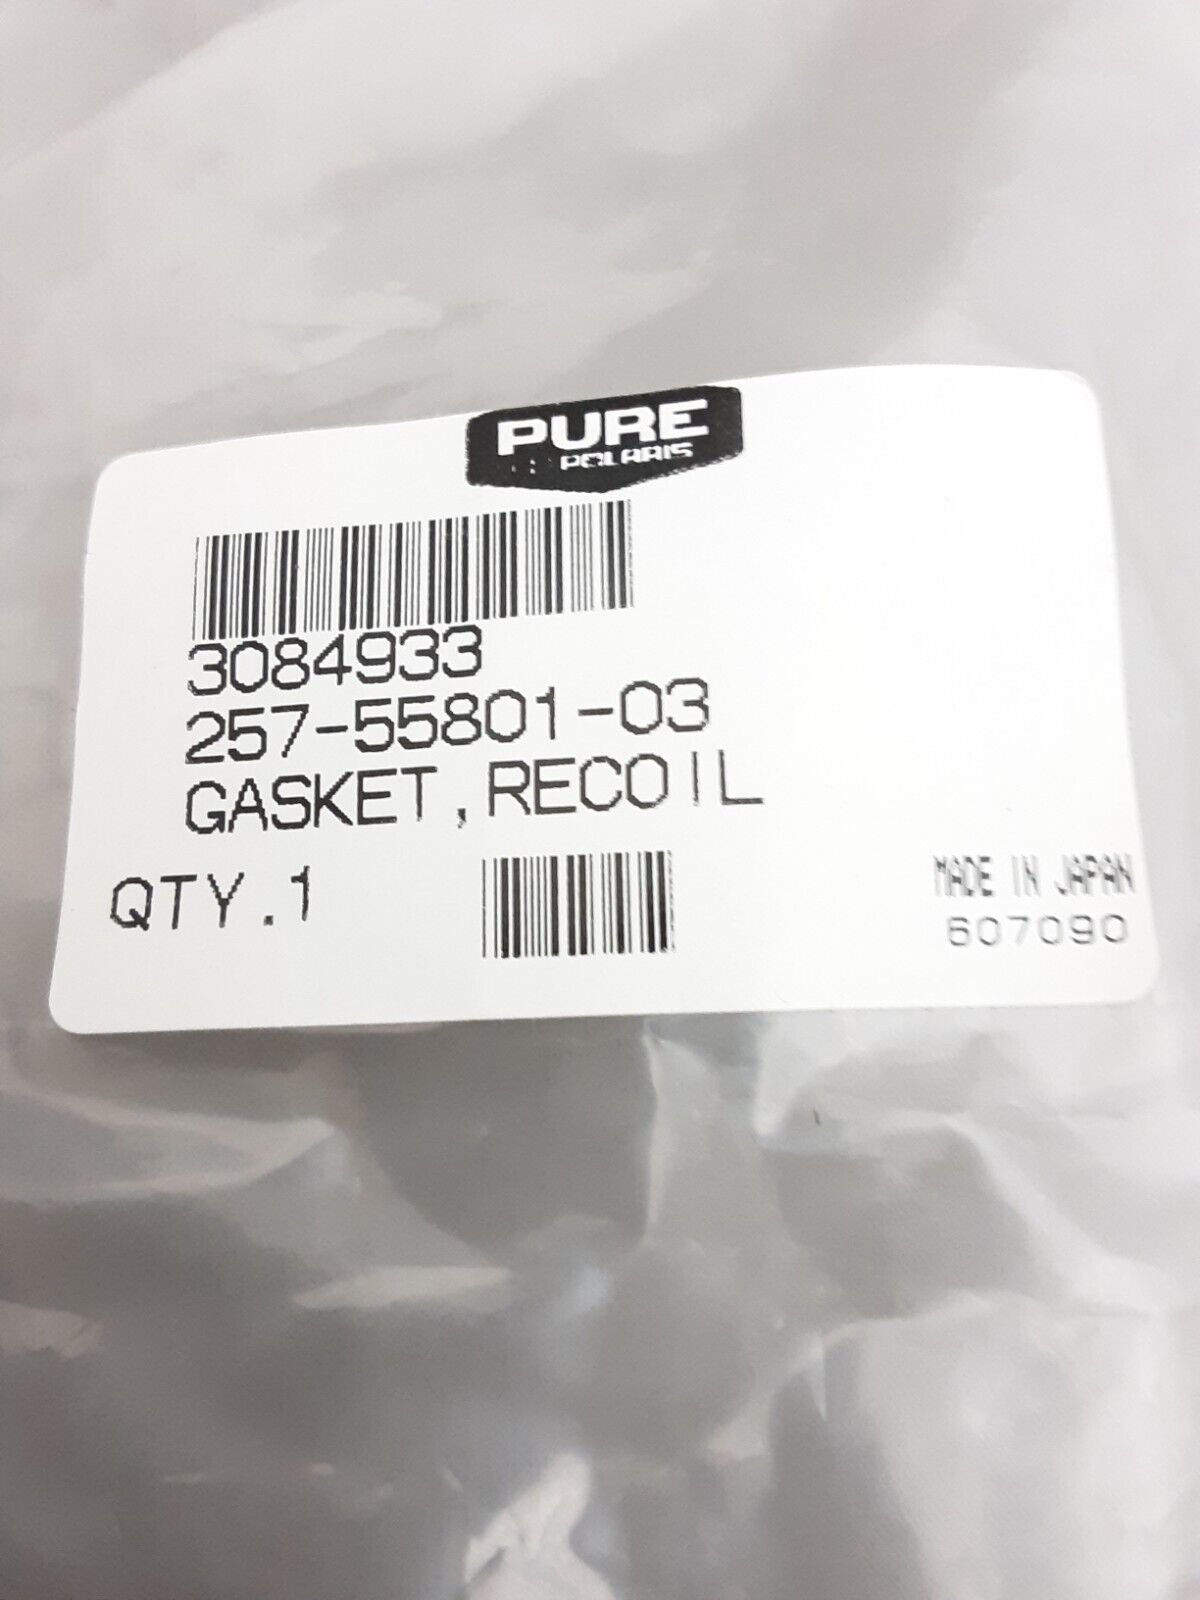 PURE
POLARIS
3084933
257-55801-03
GASKET,RECOIL
QTY.1
MADE IN JAPAN
607090